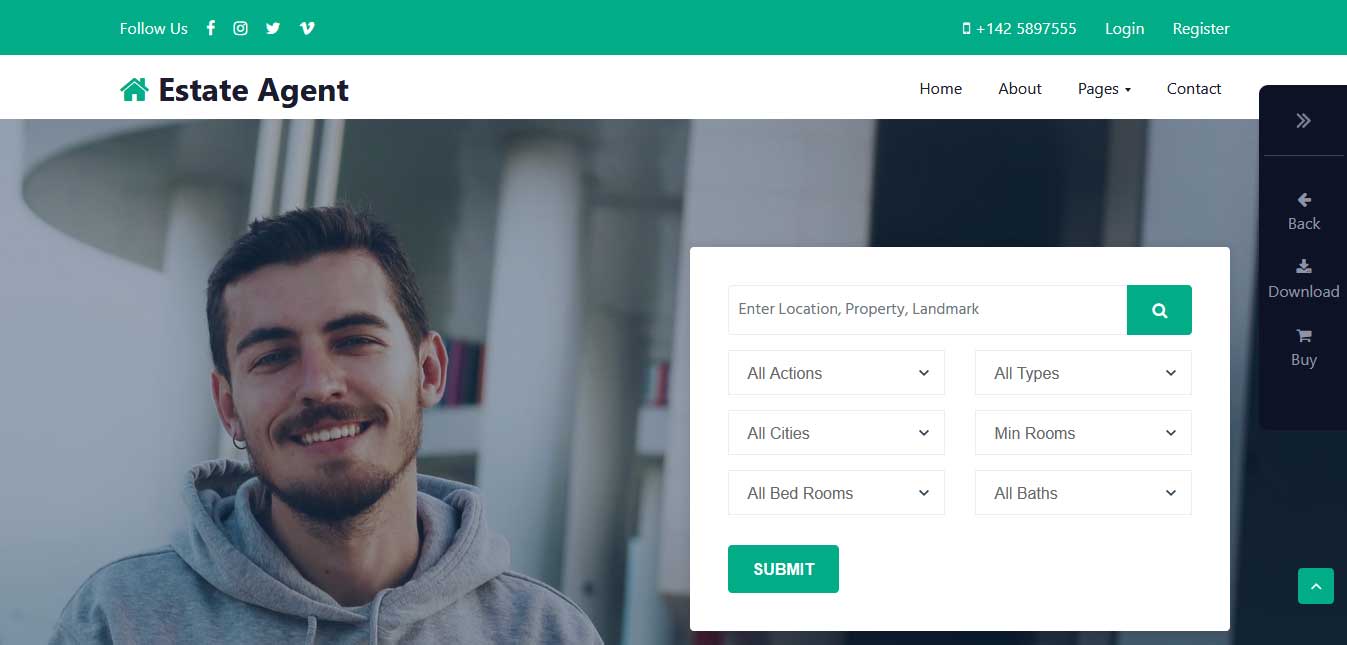 Follow Us
+142 5897555 Login Register
Estate Agent
Home About Pages Contact
Enter Location, Property, Landmark
All Actions All Types
All Cities Min Rooms
All Bed Rooms All Baths
SUBMIT
Back
Download
Buy